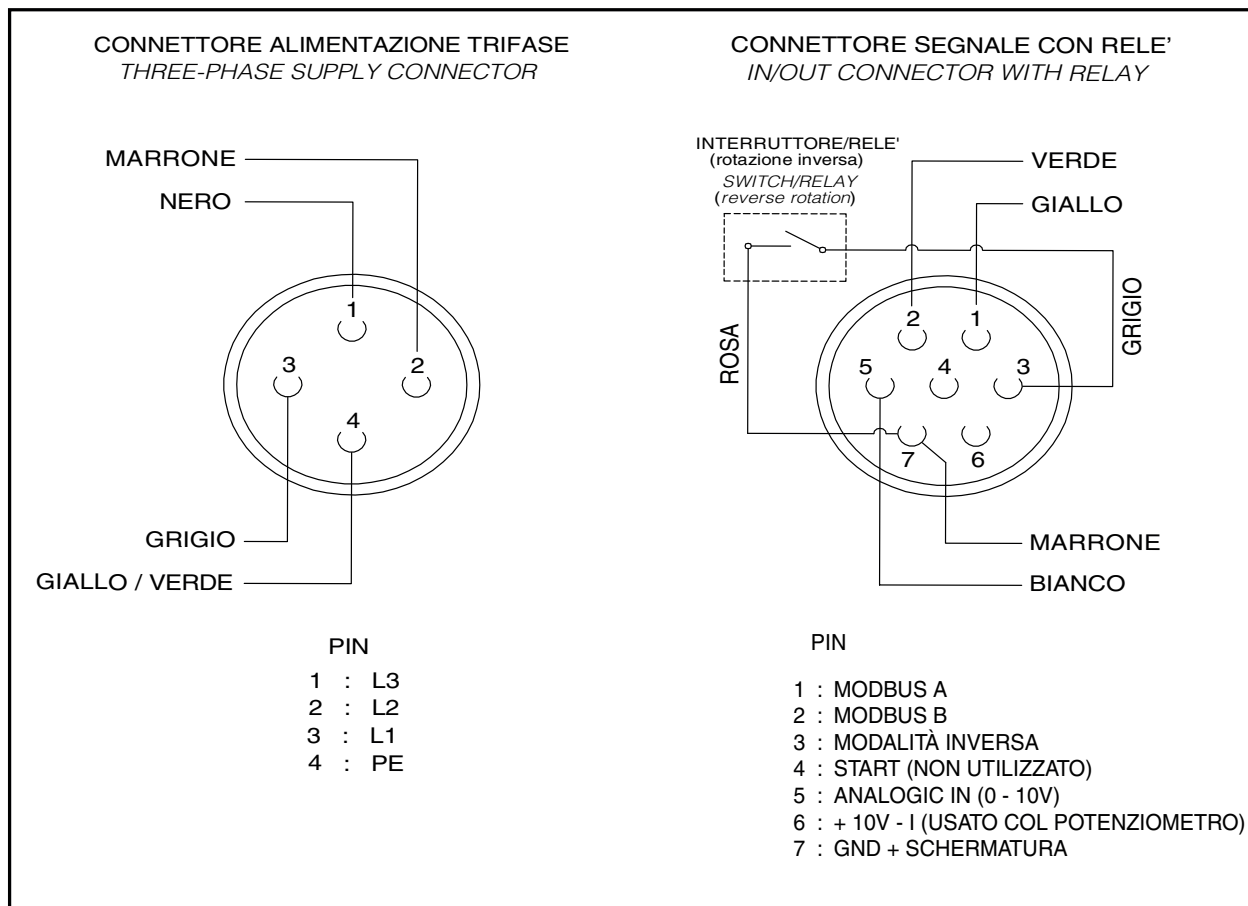 CONNETTORE ALIMENTAZIONE TRIFASE
THREE-PHASE SUPPLY CONNECTOR
MARRONE
NERO
1
3
2
4
GRIGIO
GIALLO / VERDE
PIN
1 : L3
2 : L2
3 : L1
4 : PE
CONNETTORE SEGNALE CON RELE'
IN/OUT CONNECTOR WITH RELAY
INTERRUTTORE/RELE'
(rotazione inversa)
SWITCH/RELAY
(reverse rotation)
VERDE
GIALLO
ROSA
GRIGIO
2
1
5
4
3
7
6
MARRONE
BIANCO
PIN
1 : MODBUS A
2 : MODBUS B
3 : MODALITÀ INVERSA
4 : START (NON UTILIZZATO)
5 : ANALOGIC IN (0 - 10V)
6 : + 10V - I (USATO COL POTENZIOMETRO)
7 : GND + SCHERMATURA